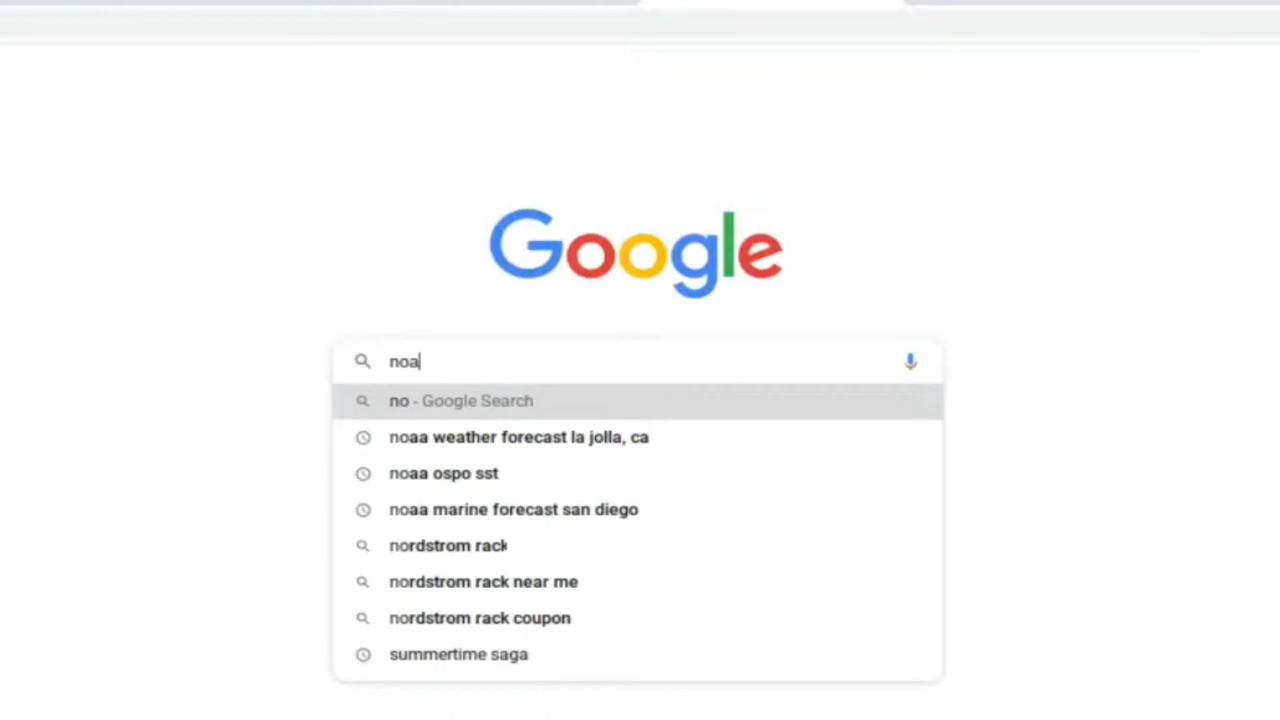 Google
noa
no - Google Search
noaa weather forecast la jolla, ca
noaa ospo sst
noaa marine forecast san diego
nordstrom rack
nordstrom rack near me
nordstrom rack coupon
summertime saga